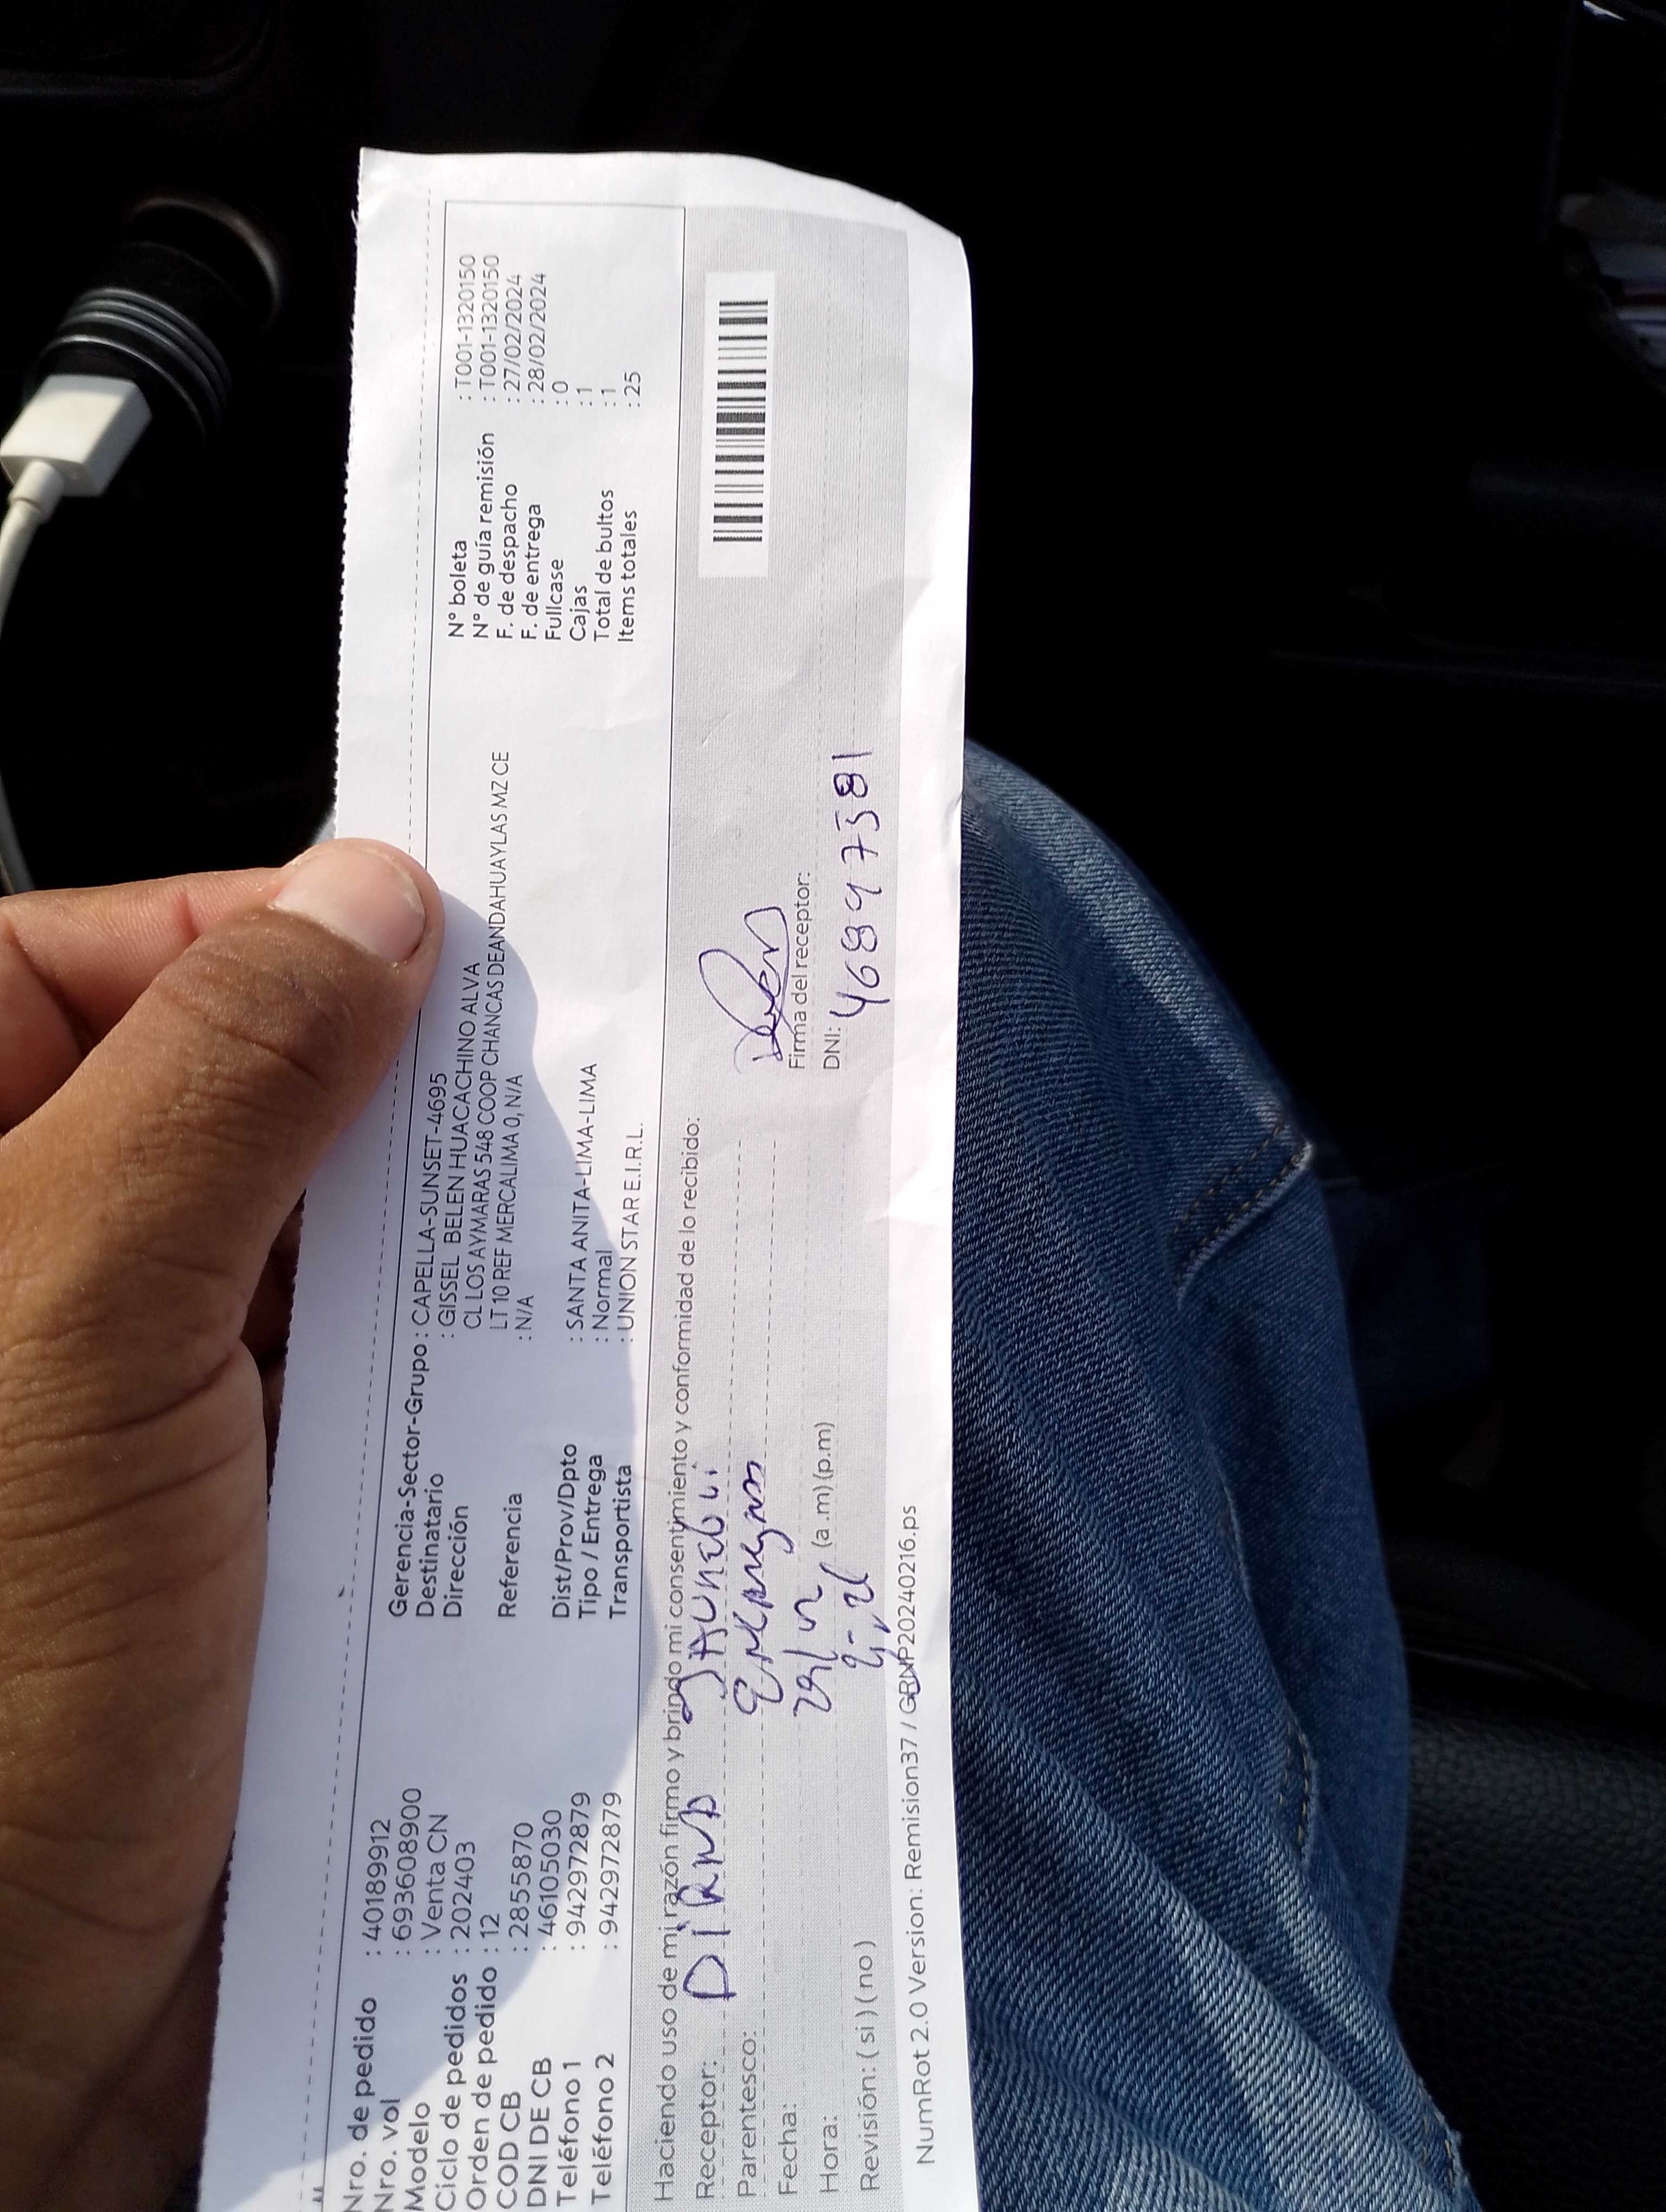 Nro. de pedido : 40189912
Nro. vol : 693608900
Modelo : Venta CN
Ciclo de pedidos : 202403
Orden de pedido : 12
COD CB : 2855870
DNI DE CB : 46105030
Teléfono 1 : 942972879
Teléfono 2 : 942972879
Gerencia-Sector-Grupo : CAPELLA-SUNSET-4695
Destinatario : GISSEL BELEN HUACACHINO ALVA
Dirección CL LOS AYMARAS 548 COOP CHANCAS DEANDAHUAYLAS MZ CE
LT 10 REF MERCALIMA 0, N/A
Referencia : N/A
Dist/Prov/Dpto : SANTA ANITA-LIMA-LIMA
Tipo / Entrega : Normal
Transportista : UNION STAR E.I.R.L.
N° boleta : T001-1320150
N° de guía remisión : T001-1320150
F. de despacho : 27/02/2024
F. de entrega : 28/02/2024
Fullcase : 0
Cajas : 1
Total de bultos : 1
Items totales : 25
Haciendo uso de mi razón firmo y brindo mi consentimiento y conformidad de lo recibido:
Receptor:
Parentesco:
Fecha:
Hora: (a.m) (p.m)
Revisión: ( si ) ( no )
Firma del receptor:
DNI: 46897381
NumRot 2.0 Version: Remision37 / GRNP20240216.ps